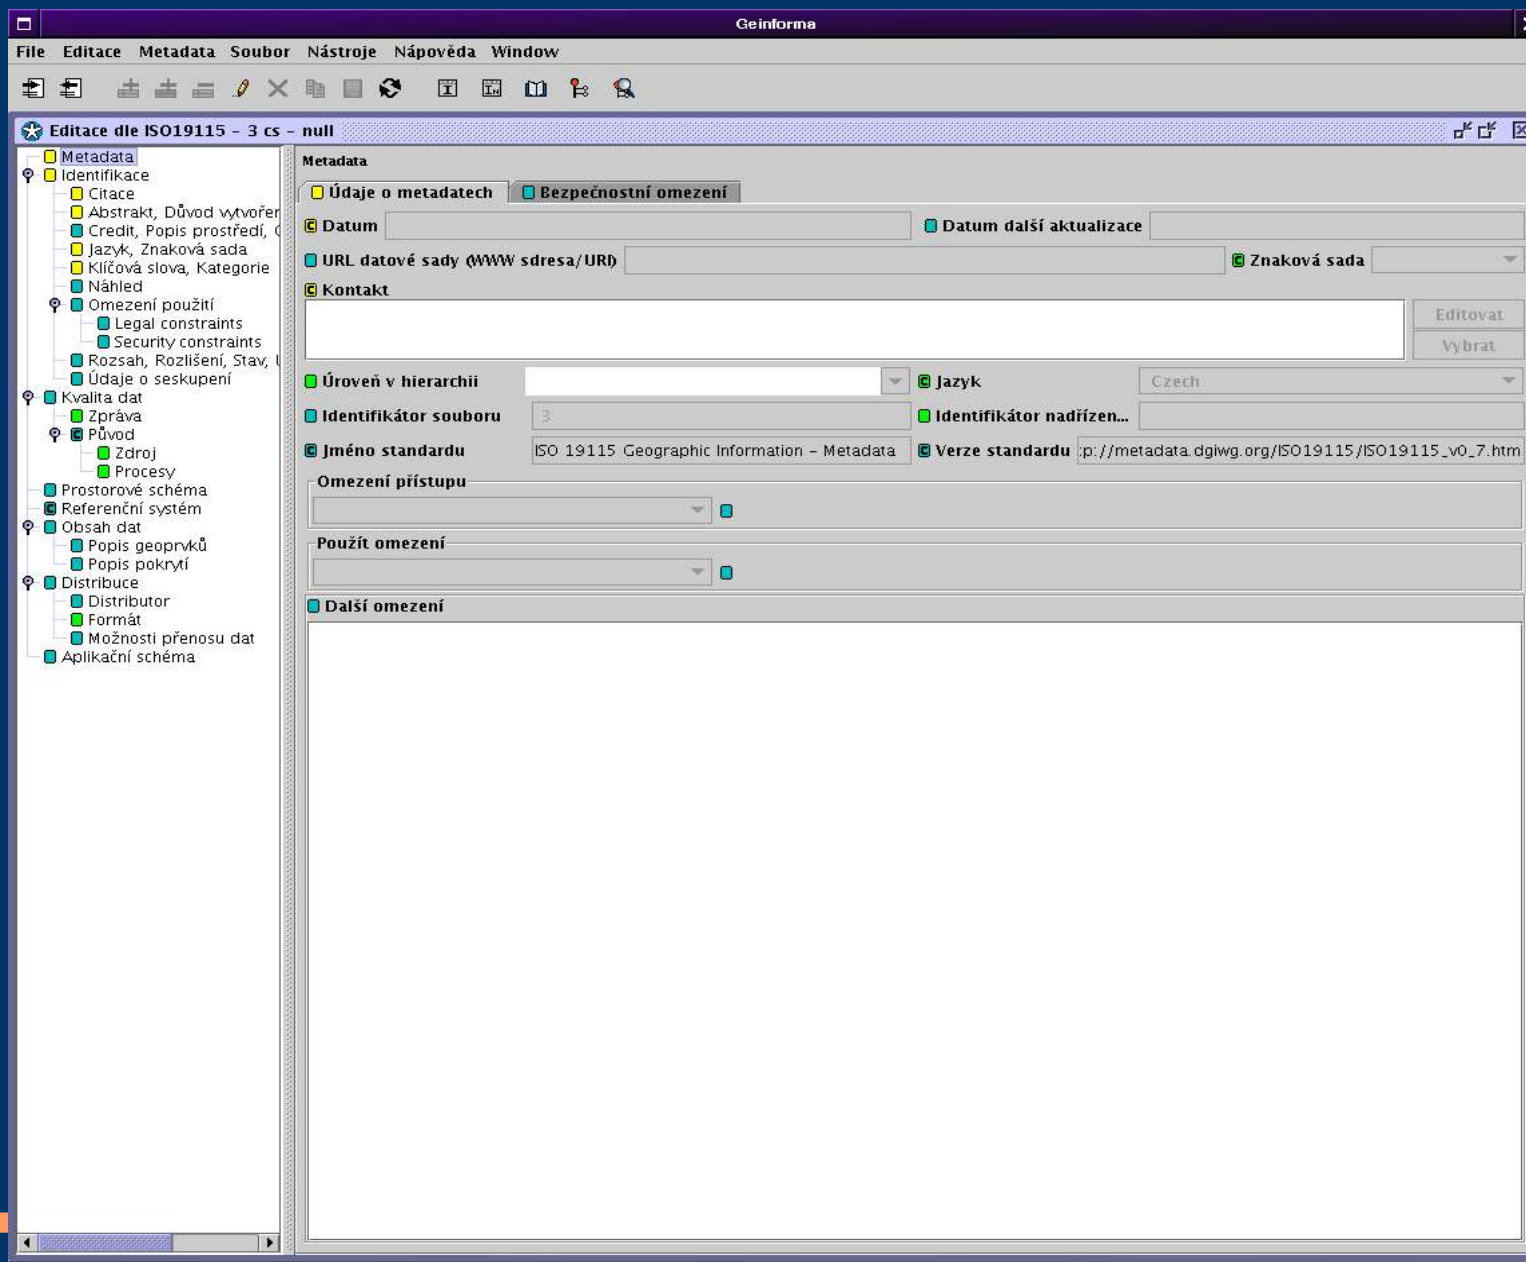 Geinforma
File Editace Metadata Soubor Nástroje Nápověda Window
Editace dle ISO19115 - 3 cs - null
Metadata
Identifikace
Citace
Abstrakt, Důvod vytvořer
Credit, Popis prostředí,
Jazyk, Znaková sada
Klíčová slova, Kategorie
Náhled
Omezení použití
Legal constraints
Security constraints
Rozsah, Rozlišení, Stav,
Údaje o seskupení
Kvalita dat
Zpráva
Původ
Zdroj
Procesy
Prostorové schéma
Referenční systém
Obsah dat
Popis geoprvků
Popis pokrytí
Distribuce
Distributor
Formát
Možnosti přenosu dat
Aplikační schéma
Metadata
Údaje o metadatech Bezpečnostní omezení
C Datum Datum další aktualizace
URL datové sady (WWW sdresa/URI) C Znaková sada
C Kontakt
Editovat
Vybrat
Úroveň v hierarchii C Jazyk Czech
Identifikátor souboru 3 Identifikátor nadřízen...
C Jméno standardu ISO 19115 Geographic Information - Metadata C Verze standardu :p://metadata.dgiwg.org/ISO19115/ISO19115_v0_7.htm
Omezení přístupu
Použít omezení
Další omezení